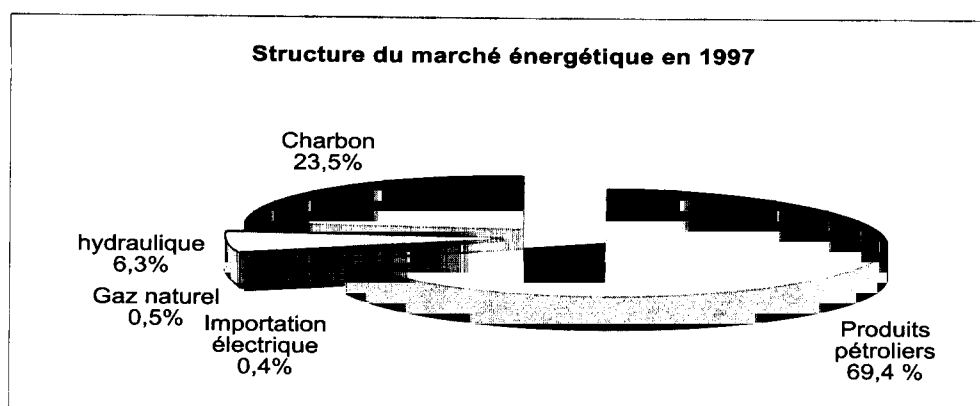 Structure du marché énergétique en 1997
Charbon
23,5%
hydraulique
6,3%
Gaz naturel
0,5%
Importation
électrique
0,4%
Produits
pétroliers
69,4 %